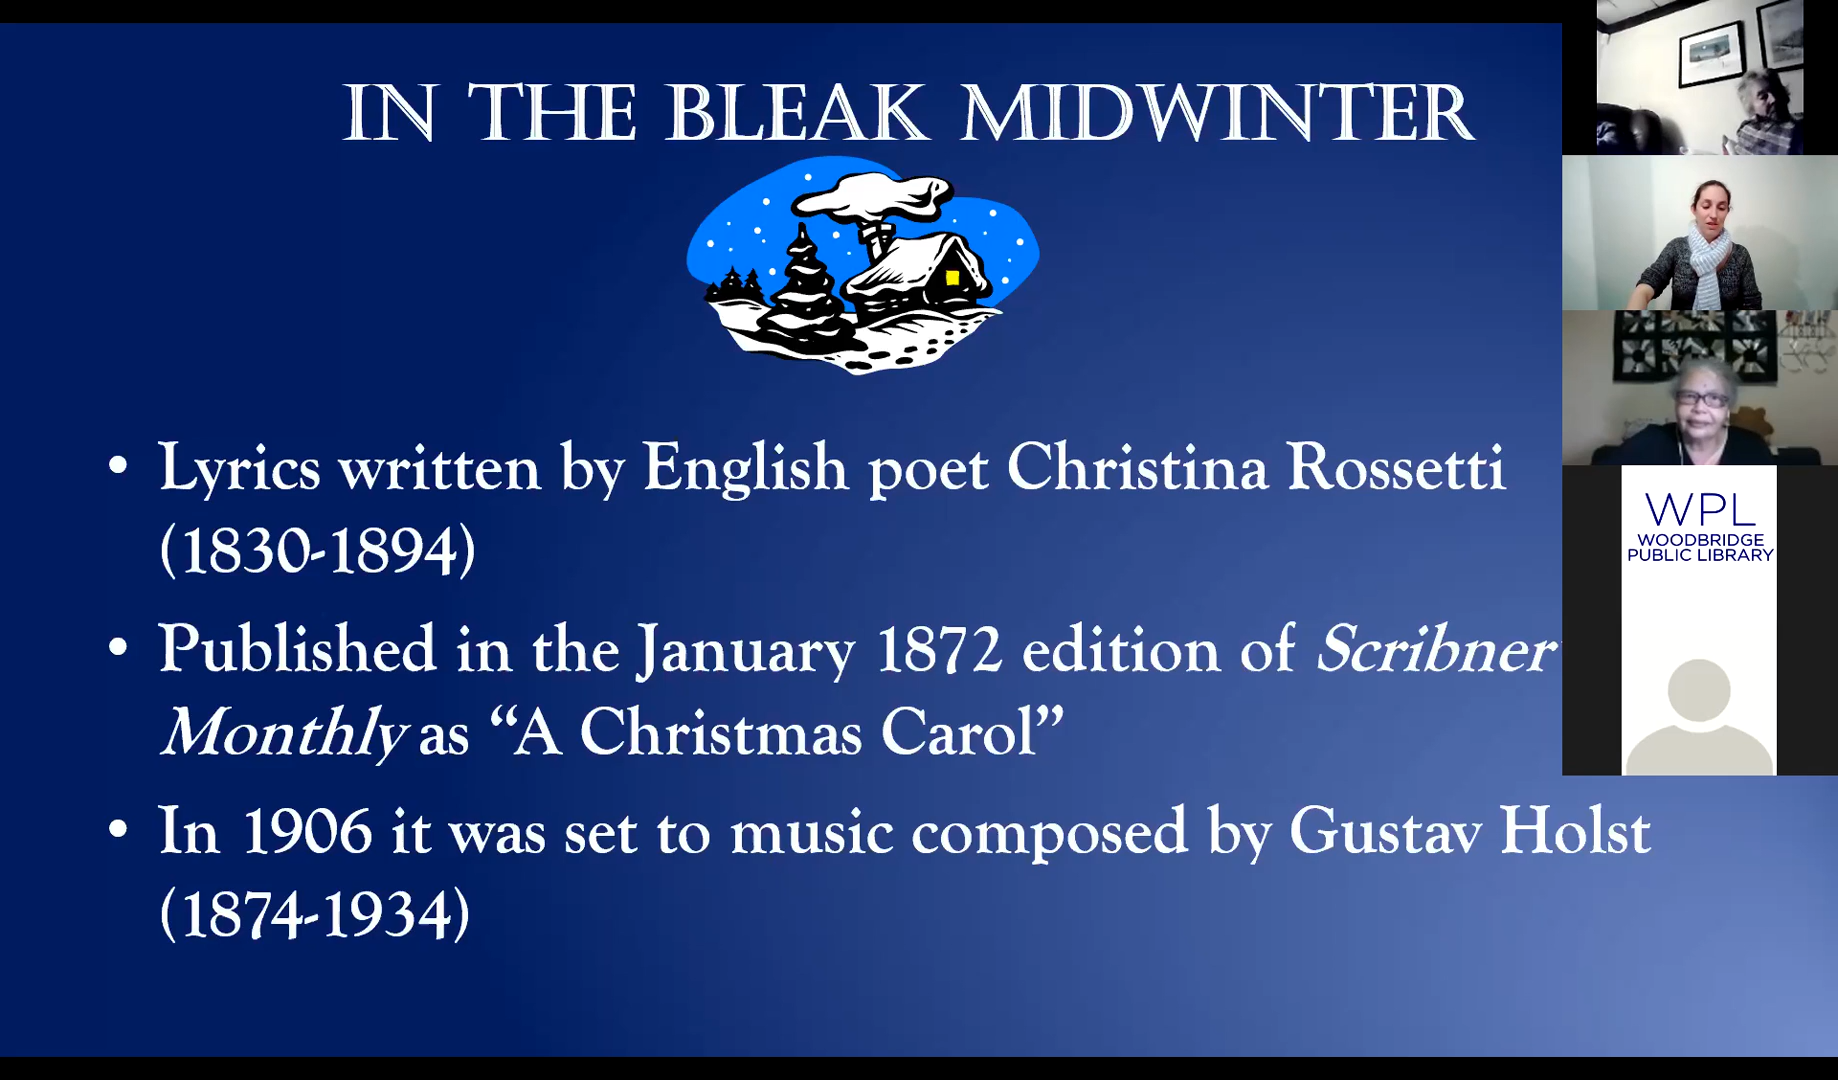 IN THE BLEAK MIDWINTER
• Lyrics written by English poet Christina Rossetti
(1830-1894)
• Published in the January 1872 edition of Scribner
Monthly as “A Christmas Carol”
• In 1906 it was set to music composed by Gustav Holst
(1874-1934)
WPL
WOODBRIDGE
PUBLIC LIBRARY